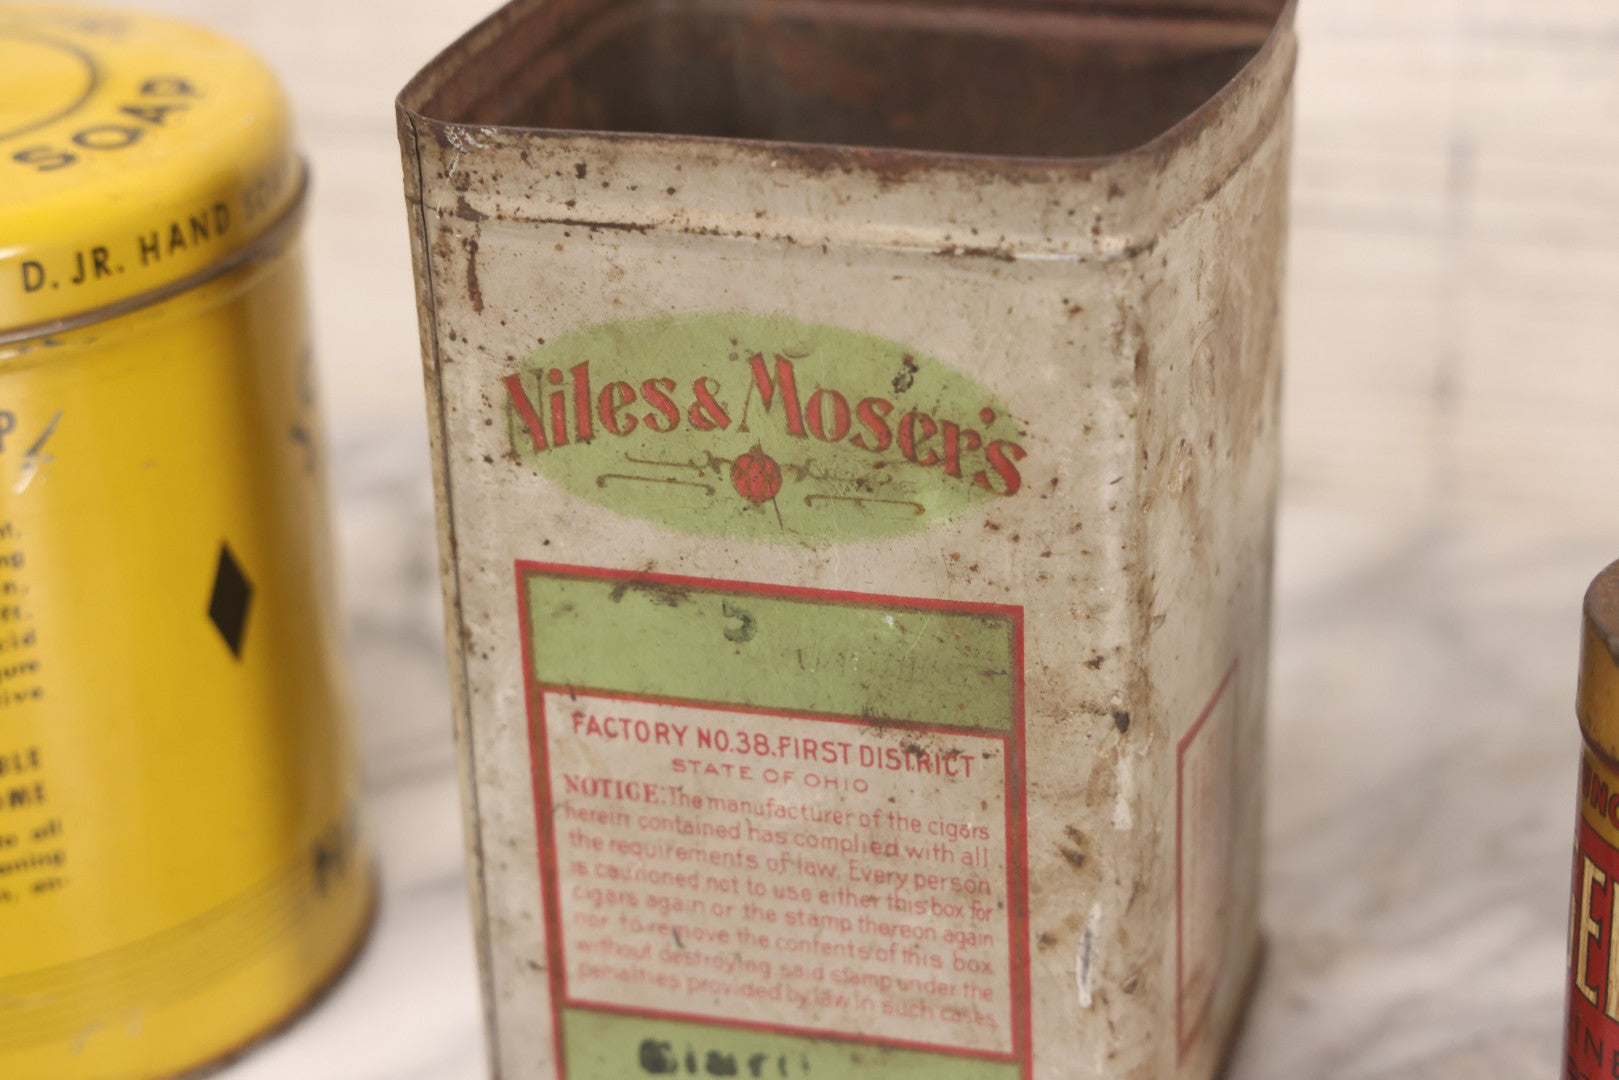 SOAP
D. JR. HAND
BLE
OME
Niles & Moser's
FACTORY NO.38.FIRST DISTRICT
STATE OF OHIO
NOTICE: The manufacturer of the cigars
herein contained has complied with all
the requirements of law. Every person
is cautioned not to use either this box for
cigars again or the stamp thereon again
nor to remove the contents of this box
without destroying said stamp under the
penalties provided by law in such cases